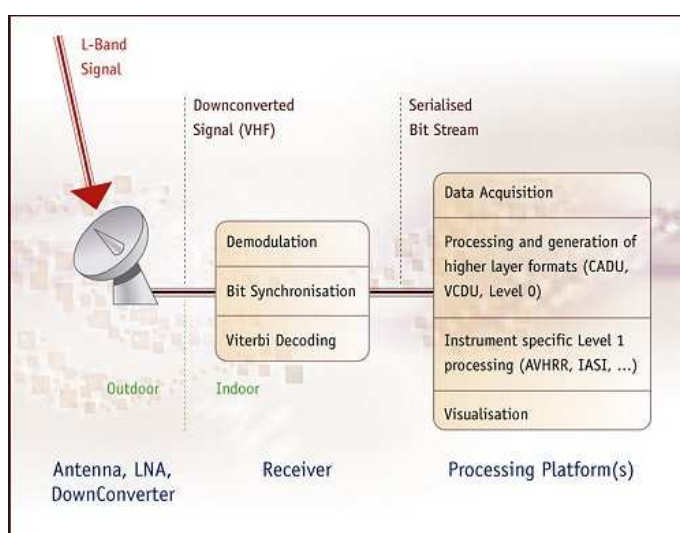 L-Band
Signal
Downconverted
Signal (VHF)
Serialised
Bit Stream
Demodulation
Bit Synchronisation
Viterbi Decoding
Data Acquisition
Processing and generation of
higher layer formats (CADU,
VCDU, Level 0)
Instrument specific Level 1
processing (AVHRR, IASI, ...)
Visualisation
Outdoor
Indoor
Antenna, LNA,
DownConverter
Receiver
Processing Platform(s)